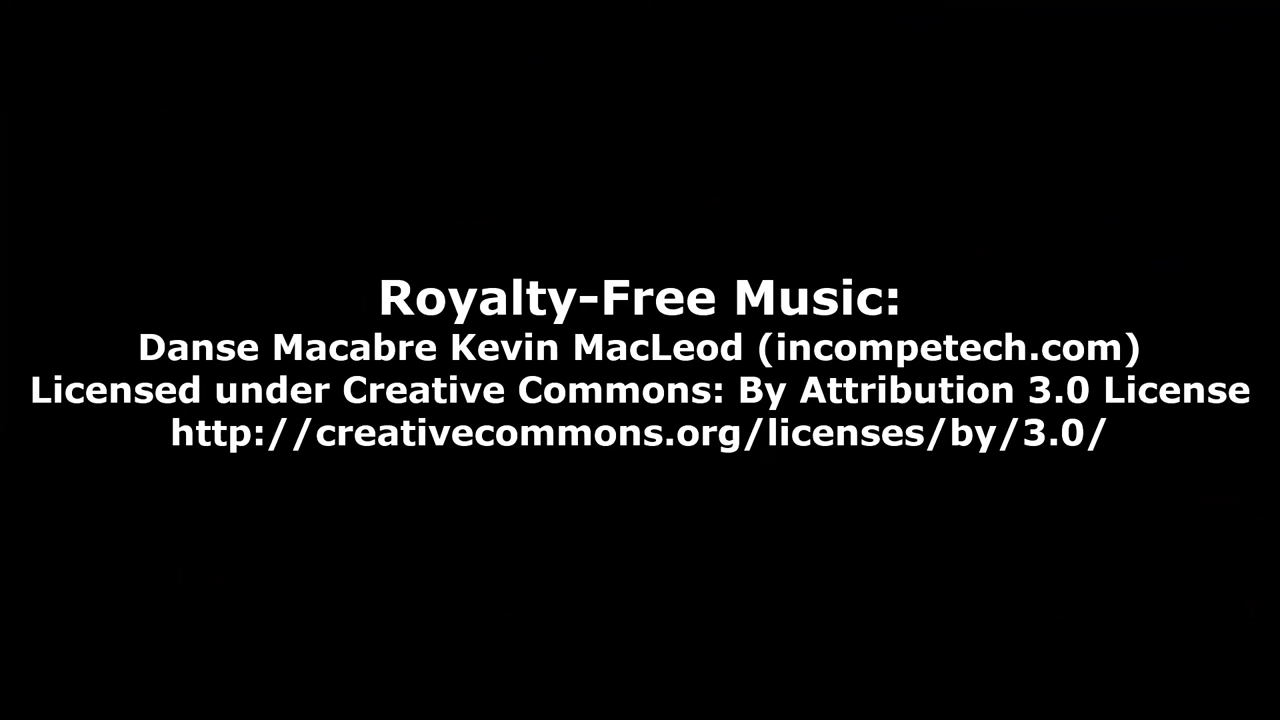 Royalty-Free Music:
Danse Macabre Kevin MacLeod (incompetech.com)
Licensed under Creative Commons: By Attribution 3.0 License
http://creativecommons.org/licenses/by/3.0/